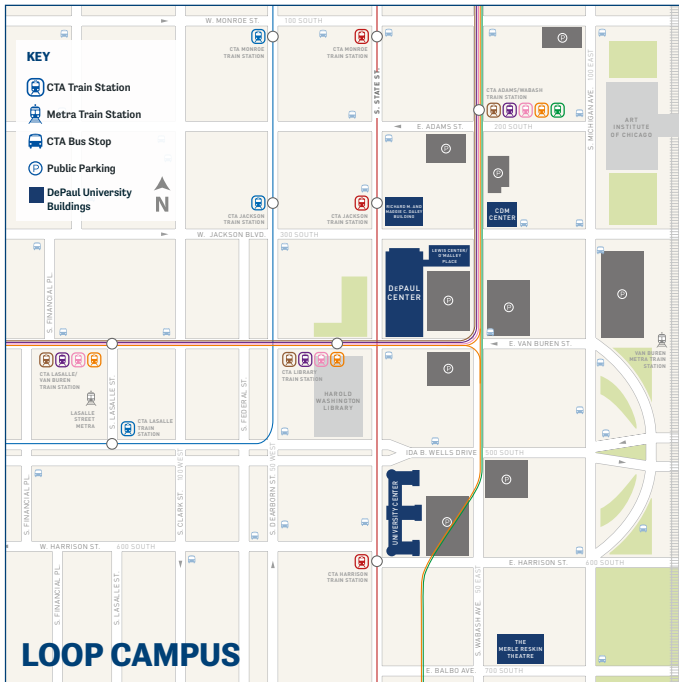 W. MONROE ST.
100 SOUTH
KEY
CTA Train Station
Metra Train Station
CTA Bus Stop
P Public Parking
DePaul University
Buildings
N
CTA MONROE
TRAIN STATION
CTA MONROE
TRAIN STATION
S. STATE ST.
P
CTA ADAMS/WABASH
TRAIN STATION
S. MICHIGAN AVE.
100 EAST
ART
INSTITUTE
OF CHICAGO
E. ADAMS ST.
200 SOUTH
P
P
CTA JACKSON
TRAIN STATION
CTA JACKSON
TRAIN STATION
RICHARD M. AND
MAGGIE C. DALEY
BUILDING
CDM
CENTER
W. JACKSON BLVD.
300 SOUTH
LEWIS CENTER/
O'MALLEY
PLACE
DEPAUL
CENTER
P
P
P
S. FINANCIAL PL.
E. VAN BUREN ST.
VAN BUREN
METRA TRAIN
STATION
CTA LASALLE/
VAN BUREN
TRAIN STATION
LASALLE
STREET
METRA
S. LASALLE ST.
CTA LASALLE
TRAIN
STATION
S. FEDERAL ST.
CTA LIBRARY
TRAIN STATION
HAROLD
WASHINGTON
LIBRARY
P
IDA B. WELLS DRIVE
500 SOUTH
S. FINANCIAL PL.
S. CLARK ST.
100 WEST
S. DEARBORN ST.
50 WEST
UNIVERSITY CENTER
P
P
W. HARRISON ST.
600 SOUTH
E. HARRISON ST.
600 SOUTH
CTA HARRISON
TRAIN STATION
S. FINANCIAL PL.
S. LASALLE ST.
S. WABASH AVE.
50 EAST
THE
MERLE RESKIN
THEATRE
LOOP CAMPUS
E. BALBO AVE.
700 SOUTH